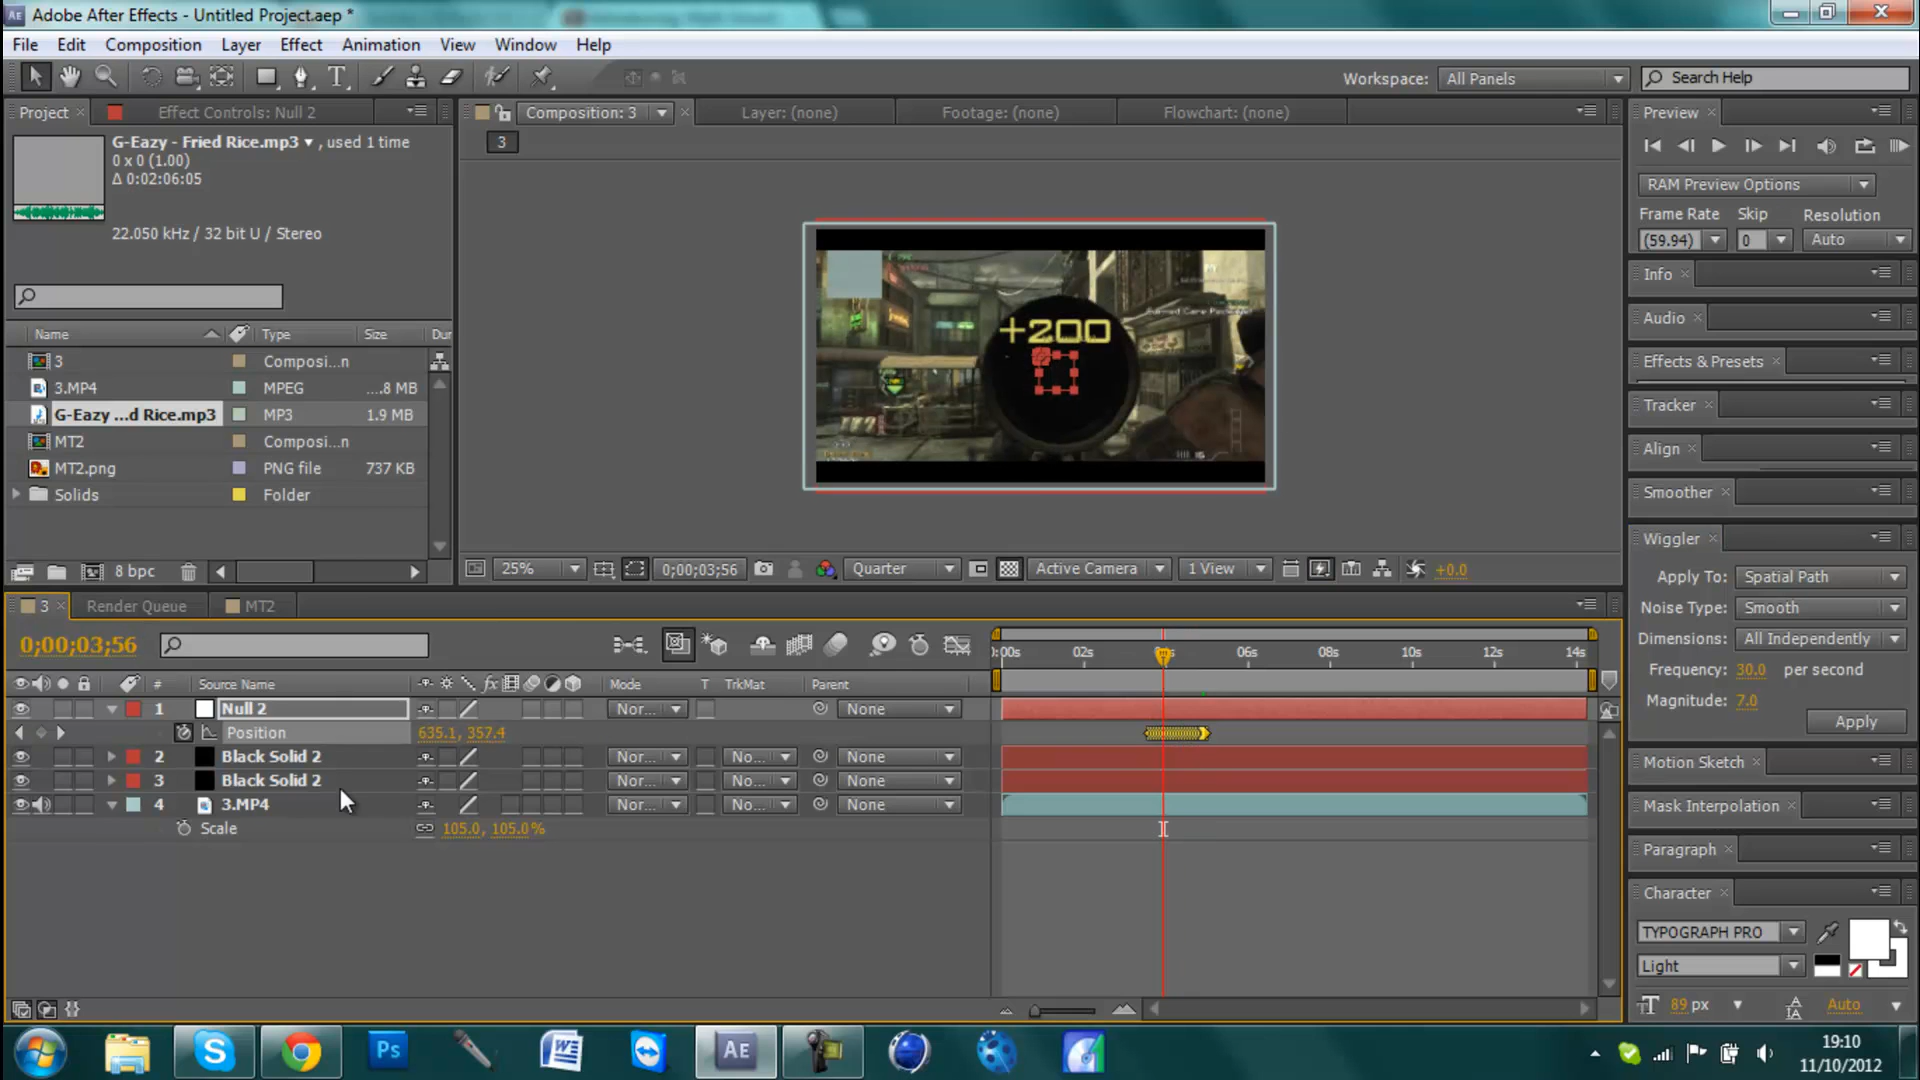 Adobe After Effects - Untitled Project.aep *
File Edit Composition Layer Effect Animation View Window Help
Workspace: All Panels Search Help
Project Effect Controls: Null 2
Composition: 3 Layer: (none) Footage: (none) Flowchart: (none)
3
G-Eazy - Fried Rice.mp3 , used 1 time
0 x 0 (1.00)
Δ 0:02:06:05
22.050 kHz / 32 bit U / Stereo
Name Type Size Dur
3 Composi...n
3.MP4 MPEG ....8 MB
G-Eazy ...d Rice.mp3 MP3 1.9 MB
MT2 Composi...n
MT2.png PNG file 737 KB
Solids Folder
8 bpc
+200
25% 0;00;03;56 Quarter Active Camera 1 View +0.0
Preview
RAM Preview Options
Frame Rate Skip Resolution
(59.94) 0 Auto
Info
Audio
Effects & Presets
Tracker
Align
Smoother
Wiggler
Apply To: Spatial Path
Noise Type: Smooth
Dimensions: All Independently
Frequency: 30.0 per second
Magnitude: 7.0
Apply
Motion Sketch
Mask Interpolation
Paragraph
Character
TYPOGRAPH PRO
Light
89 px Auto
3 Render Queue MT2
0;00;03;56
:00s 02s 06s 08s 10s 12s 14s
# Source Name fx Mode T TrkMat Parent
1 Null 2 Nor... None
Position 635.1, 357.4
2 Black Solid 2 Nor... No... None
3 Black Solid 2 Nor... No... None
4 3.MP4 Nor... No... None
Scale 105.0, 105.0%
Ps AE
19:10
11/10/2012